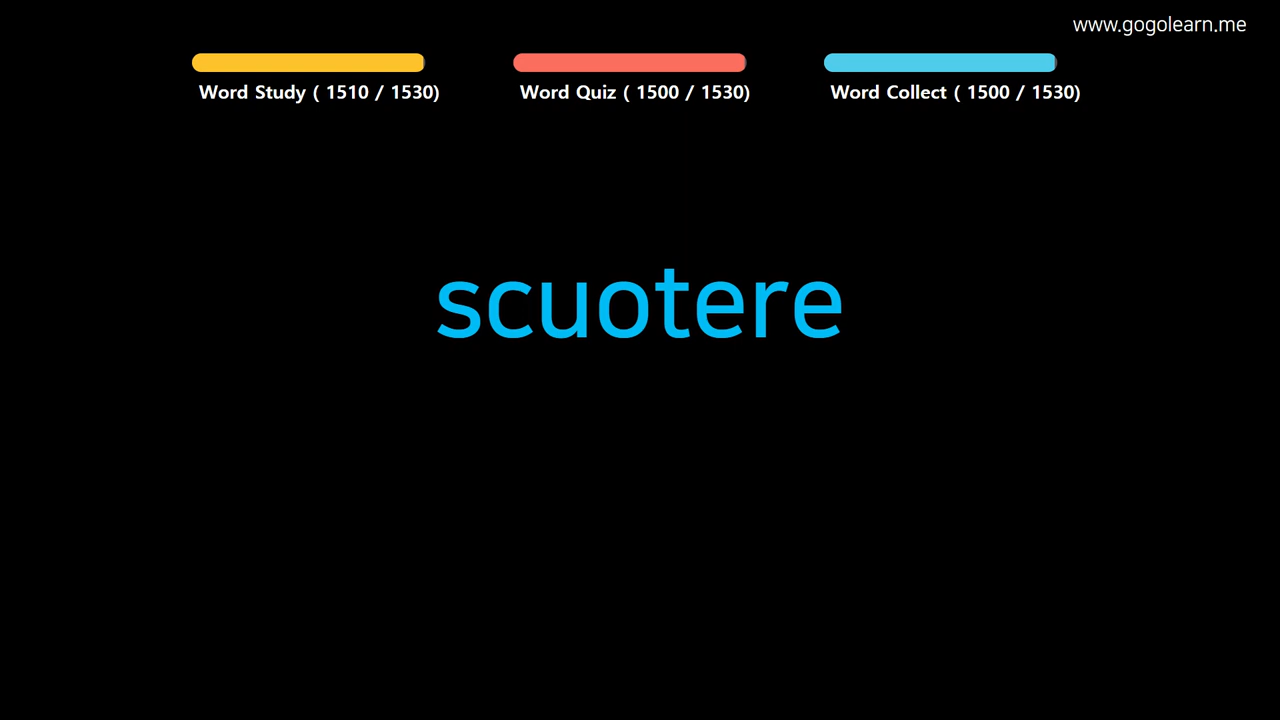 www.gogolearn.me
Word Study ( 1510 / 1530)
Word Quiz ( 1500 / 1530)
Word Collect ( 1500 / 1530)
scuotere